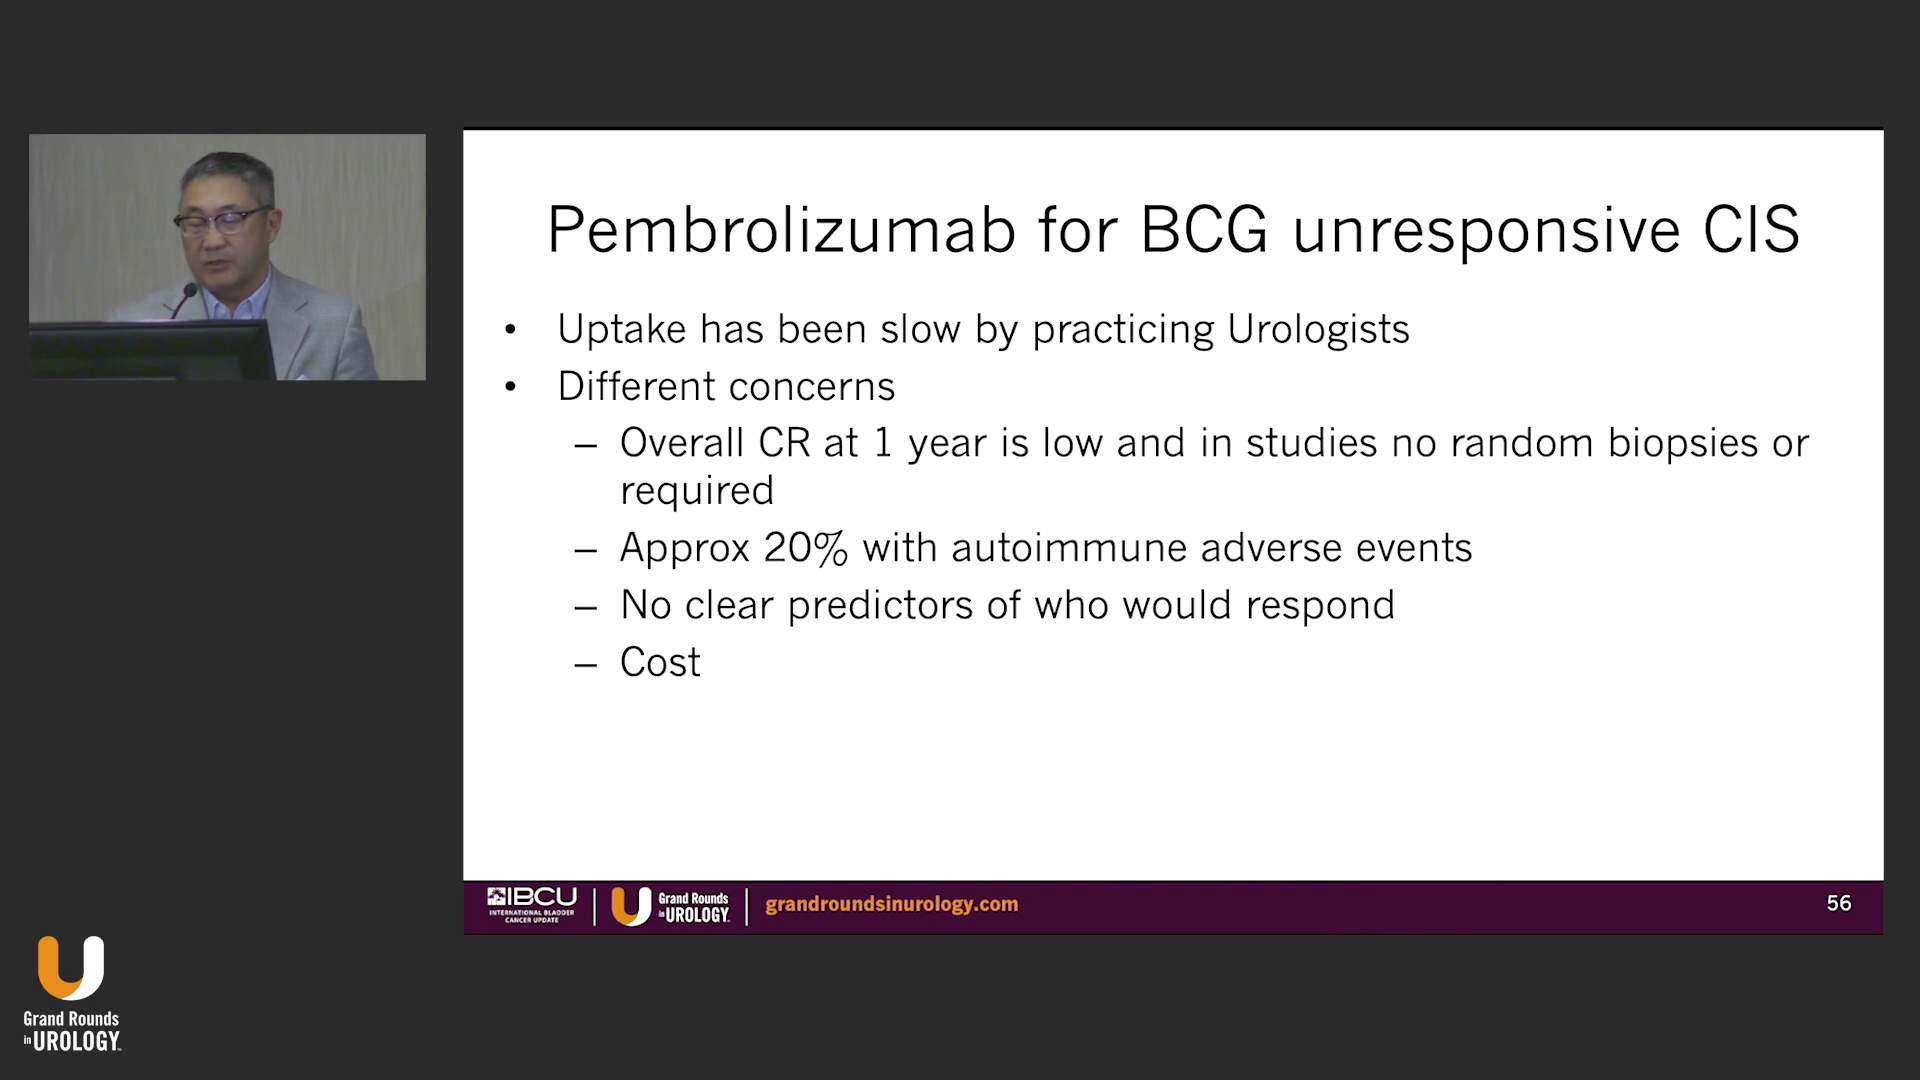 Pembrolizumab for BCG unresponsive CIS
• Uptake has been slow by practicing Urologists
• Different concerns
– Overall CR at 1 year is low and in studies no random biopsies or
required
– Approx 20% with autoimmune adverse events
– No clear predictors of who would respond
– Cost
IBCU
INTERNATIONAL BLADDER
CANCER UPDATE
Grand Rounds
in UROLOGY
grandroundsinurology.com
56
Grand Rounds
in UROLOGY